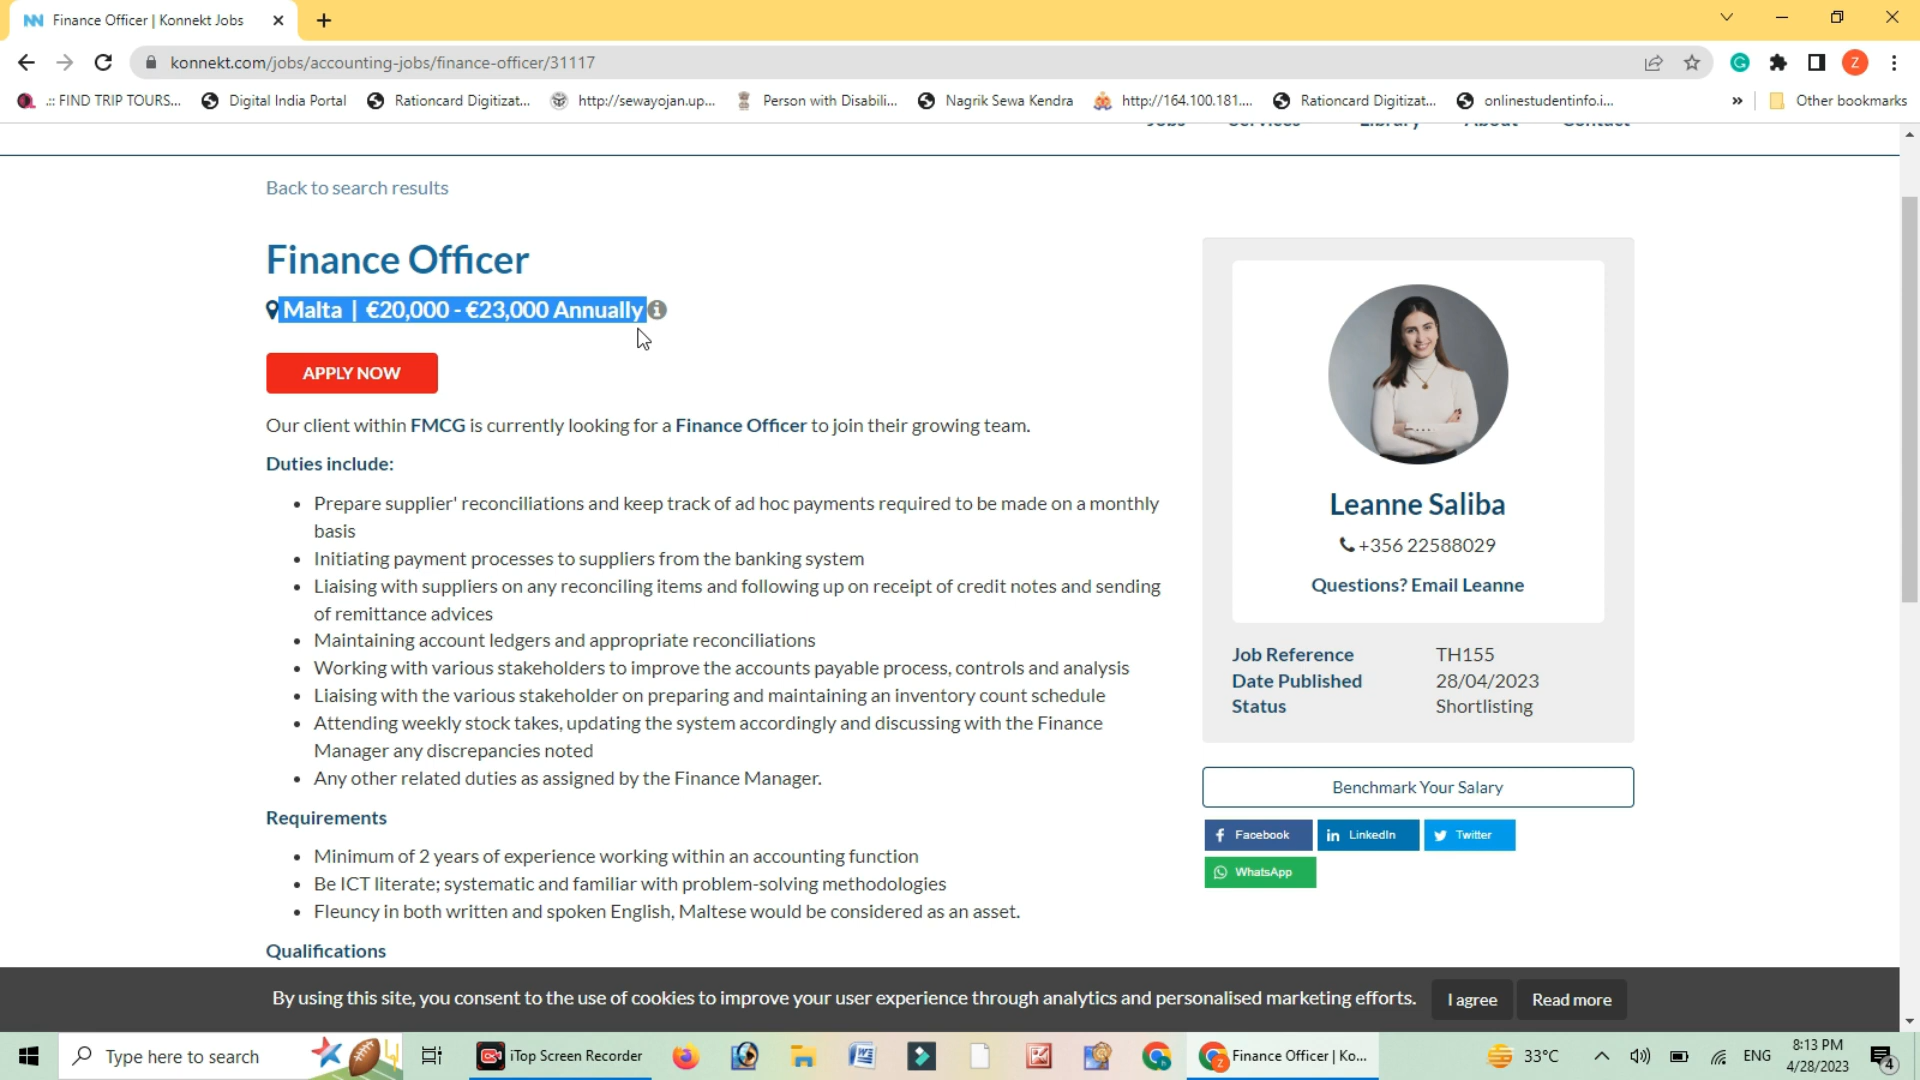 Finance Officer | Konnekt Jobs
konnekt.com/jobs/accounting-jobs/finance-officer/31117
Z
.:: FIND TRIP TOURS...
Digital India Portal
Rationcard Digitizat...
http://sewayojan.up...
Person with Disabili...
Nagrik Sewa Kendra
http://164.100.181....
Rationcard Digitizat...
onlinestudentinfo.i...
»
Other bookmarks
Jobs Services Library About Contact
Back to search results
Finance Officer
Malta | €20,000 - €23,000 Annually
APPLY NOW
Our client within FMCG is currently looking for a Finance Officer to join their growing team.
Duties include:
• Prepare supplier' reconciliations and keep track of ad hoc payments required to be made on a monthly
basis
• Initiating payment processes to suppliers from the banking system
• Liaising with suppliers on any reconciling items and following up on receipt of credit notes and sending
of remittance advices
• Maintaining account ledgers and appropriate reconciliations
• Working with various stakeholders to improve the accounts payable process, controls and analysis
• Liaising with the various stakeholder on preparing and maintaining an inventory count schedule
• Attending weekly stock takes, updating the system accordingly and discussing with the Finance
Manager any discrepancies noted
• Any other related duties as assigned by the Finance Manager.
Requirements
• Minimum of 2 years of experience working within an accounting function
• Be ICT literate; systematic and familiar with problem-solving methodologies
• Fleuncy in both written and spoken English, Maltese would be considered as an asset.
Qualifications
Leanne Saliba
+356 22588029
Questions? Email Leanne
Job Reference TH155
Date Published 28/04/2023
Status Shortlisting
Benchmark Your Salary
Facebook
LinkedIn
Twitter
WhatsApp
By using this site, you consent to the use of cookies to improve your user experience through analytics and personalised marketing efforts.
I agree
Read more
Type here to search
iTop Screen Recorder
Finance Officer | Ko...
33°C
ENG
8:13 PM
4/28/2023
4